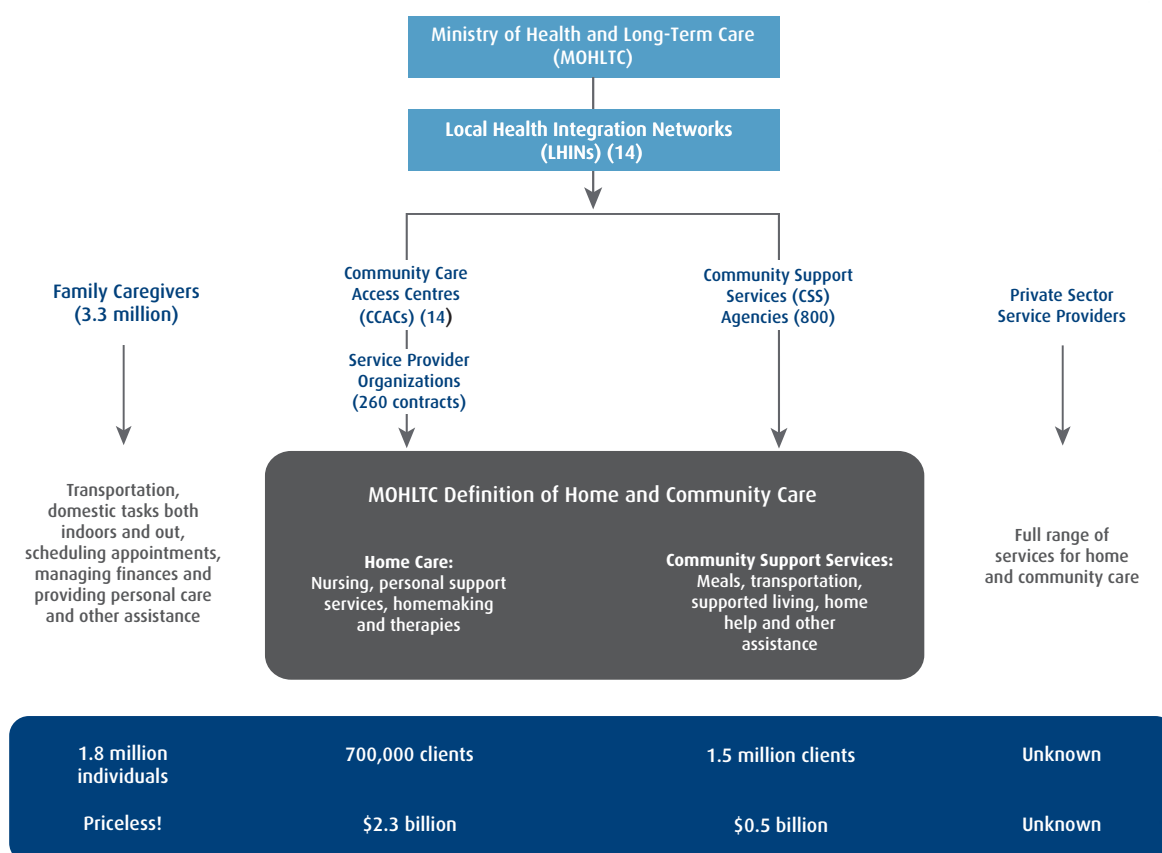 Ministry of Health and Long-Term Care
(MOHLTC)
Local Health Integration Networks
(LHINs) (14)
Family Caregivers
(3.3 million)
Community Care
Access Centres
(CCACs) (14)
Service Provider
Organizations
(260 contracts)
Community Support
Services (CSS)
Agencies (800)
Private Sector
Service Providers
Transportation,
domestic tasks both
indoors and out,
scheduling appointments,
managing finances and
providing personal care
and other assistance
MOHLTC Definition of Home and Community Care
Home Care:
Nursing, personal support
services, homemaking
and therapies
Community Support Services:
Meals, transportation,
supported living, home
help and other
assistance
Full range of
services for home
and community care
1.8 million
individuals
700,000 clients
1.5 million clients
Unknown
Priceless!
$2.3 billion
$0.5 billion
Unknown